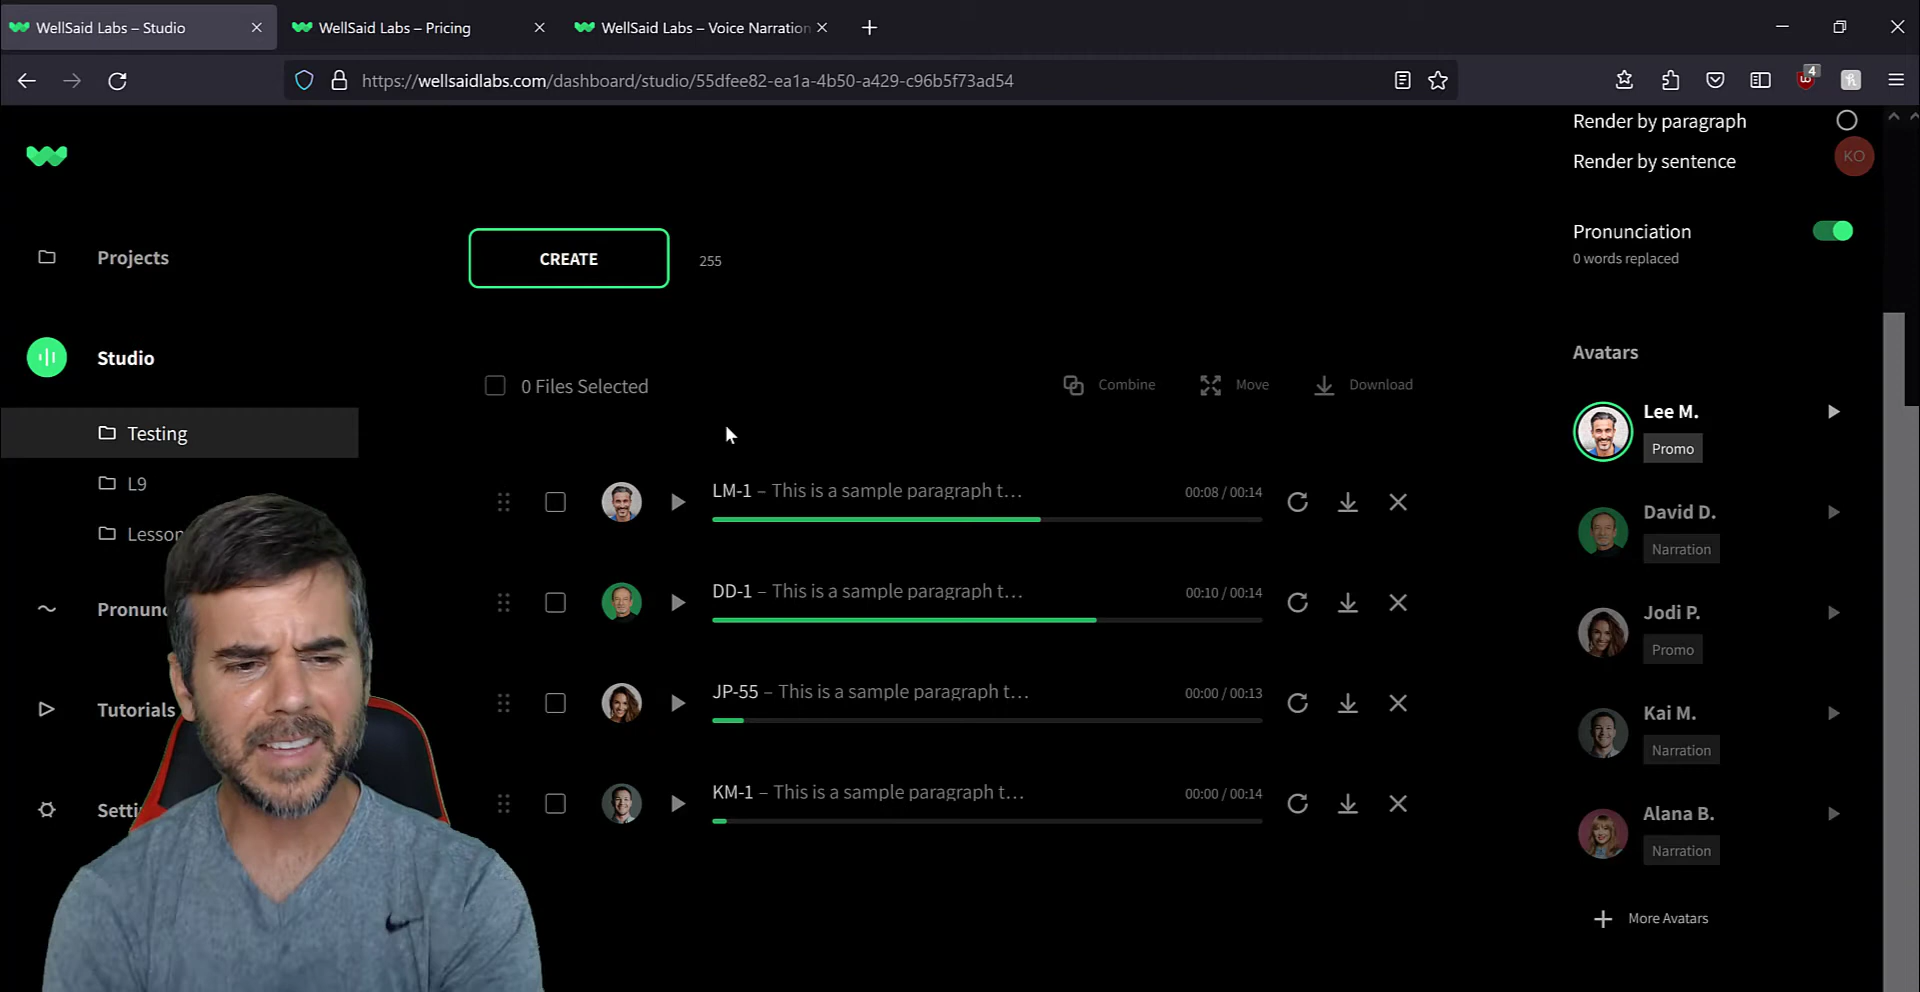 WellSaid Labs – Studio
WellSaid Labs – Pricing
WellSaid Labs – Voice Narration
https://wellsaidlabs.com/dashboard/studio/55dfee82-ea1a-4b50-a429-c96b5f73ad54
4
Render by paragraph
Render by sentence
KO
Projects
CREATE
255
Pronunciation
0 words replaced
Studio
0 Files Selected
Combine
Move
Download
Avatars
Testing
L9
Lesson
Pronunc
Tutorials
Setti
LM-1 – This is a sample paragraph t...
00:08 / 00:14
DD-1 – This is a sample paragraph t...
00:10 / 00:14
JP-55 – This is a sample paragraph t...
00:00 / 00:13
KM-1 – This is a sample paragraph t...
00:00 / 00:14
Lee M.
Promo
David D.
Narration
Jodi P.
Promo
Kai M.
Narration
Alana B.
Narration
More Avatars